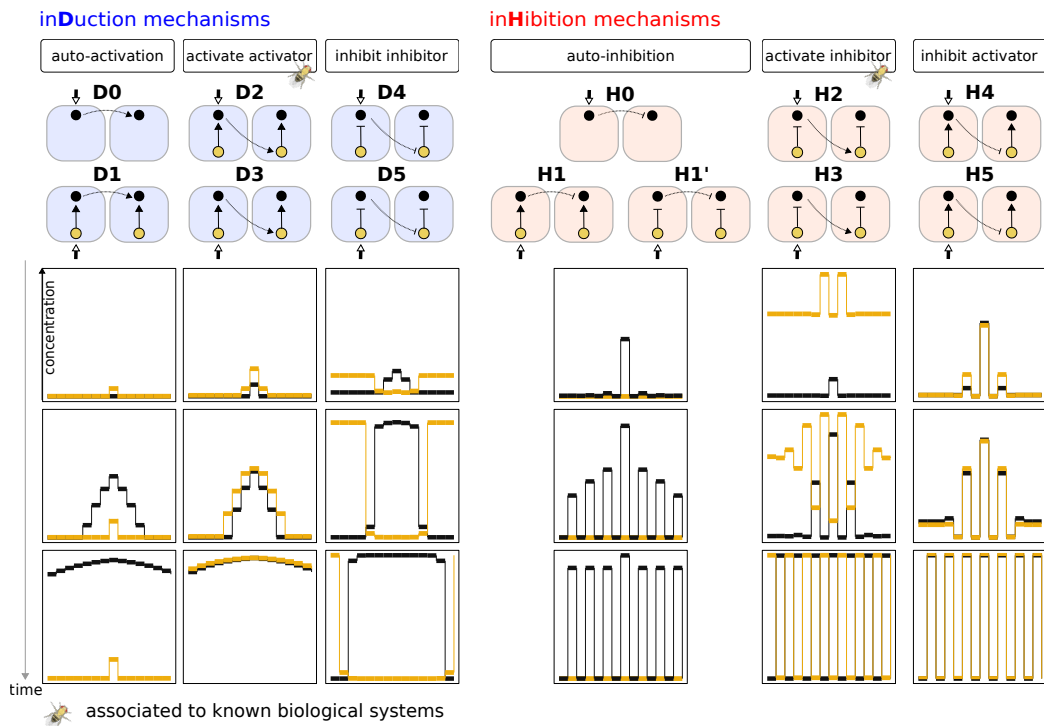 inDuction mechanisms
inHibition mechanisms
auto-activation
activate activator
inhibit inhibitor
auto-inhibition
activate inhibitor
inhibit activator
D0
D2
D4
H0
H2
H4
D1
D3
D5
H1
H1'
H3
H5
concentration
time
associated to known biological systems